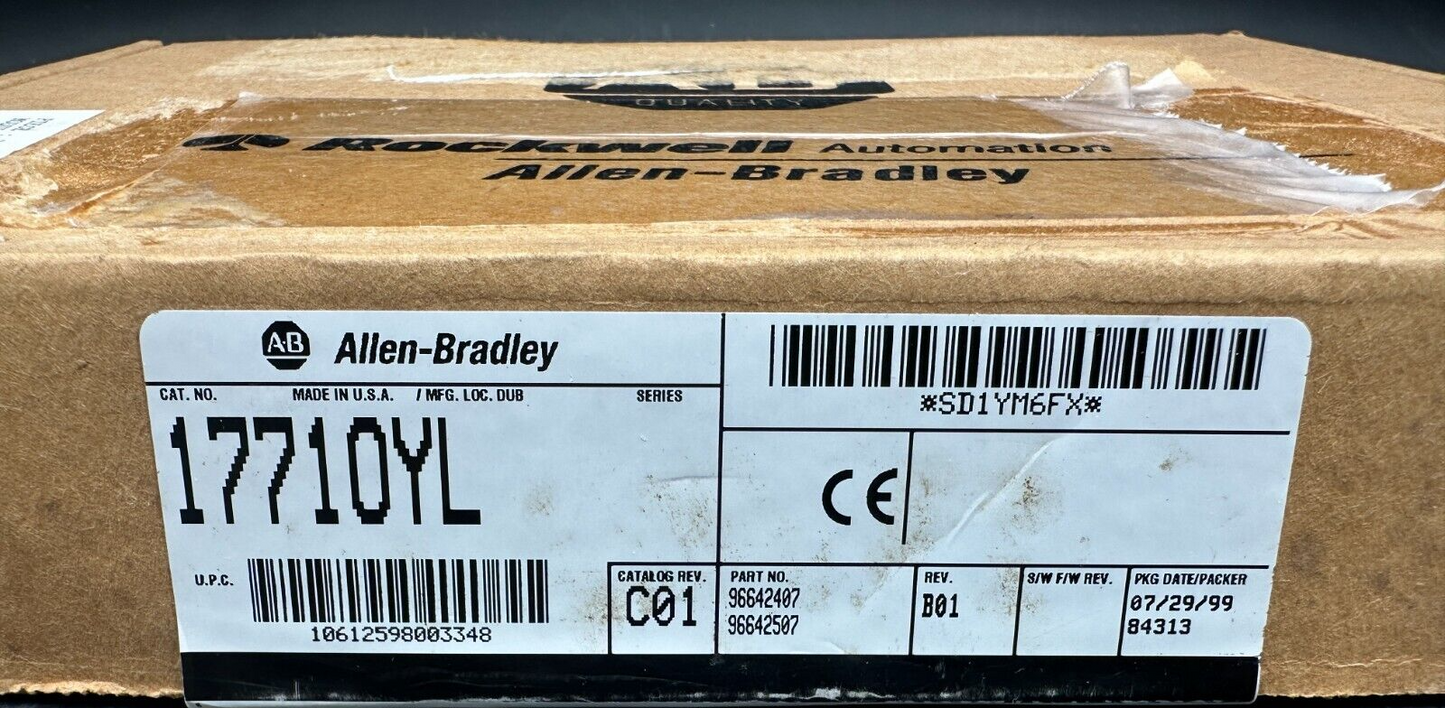 QUALITY
Rockwell Automation
Allen-Bradley
A·B Allen-Bradley
CAT. NO. MADE IN U.S.A. / MFG. LOC. DUB SERIES
1771OYL
*SD1YM6FX*
CE
U.P.C.
10612598003348
CATALOG REV.
C01
PART NO.
96642407
96642507
REV.
B01
S/W F/W REV.
PKG DATE/PACKER
07/29/99
84313